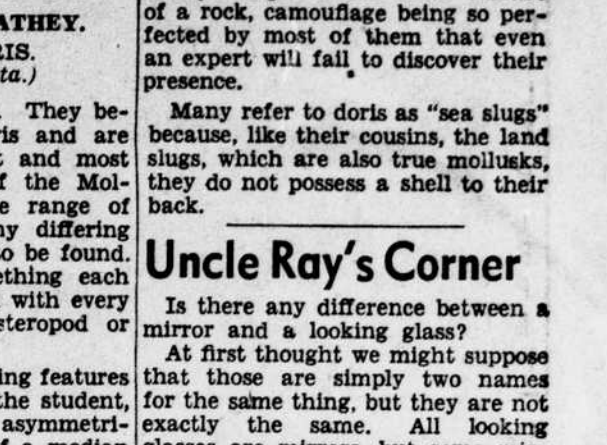 ATHEY.
RIS.
ta.)
They be-
ris and are
t and most
f the Mol-
e range of
ny differing
to be found.
ething each
with every
steropod or
ing features
the student,
asymmetri-
of a rock, camouflage being so per-
fected by most of them that even
an expert will fail to discover their
presence.
Many refer to doris as "sea slugs"
because, like their cousins, the land
slugs, which are also true mollusks,
they do not possess a shell to their
back.
Uncle Ray's Corner
Is there any difference between a
mirror and a looking glass?
At first thought we might suppose
that those are simply two names
for the same thing, but they are not
exactly the same. All looking